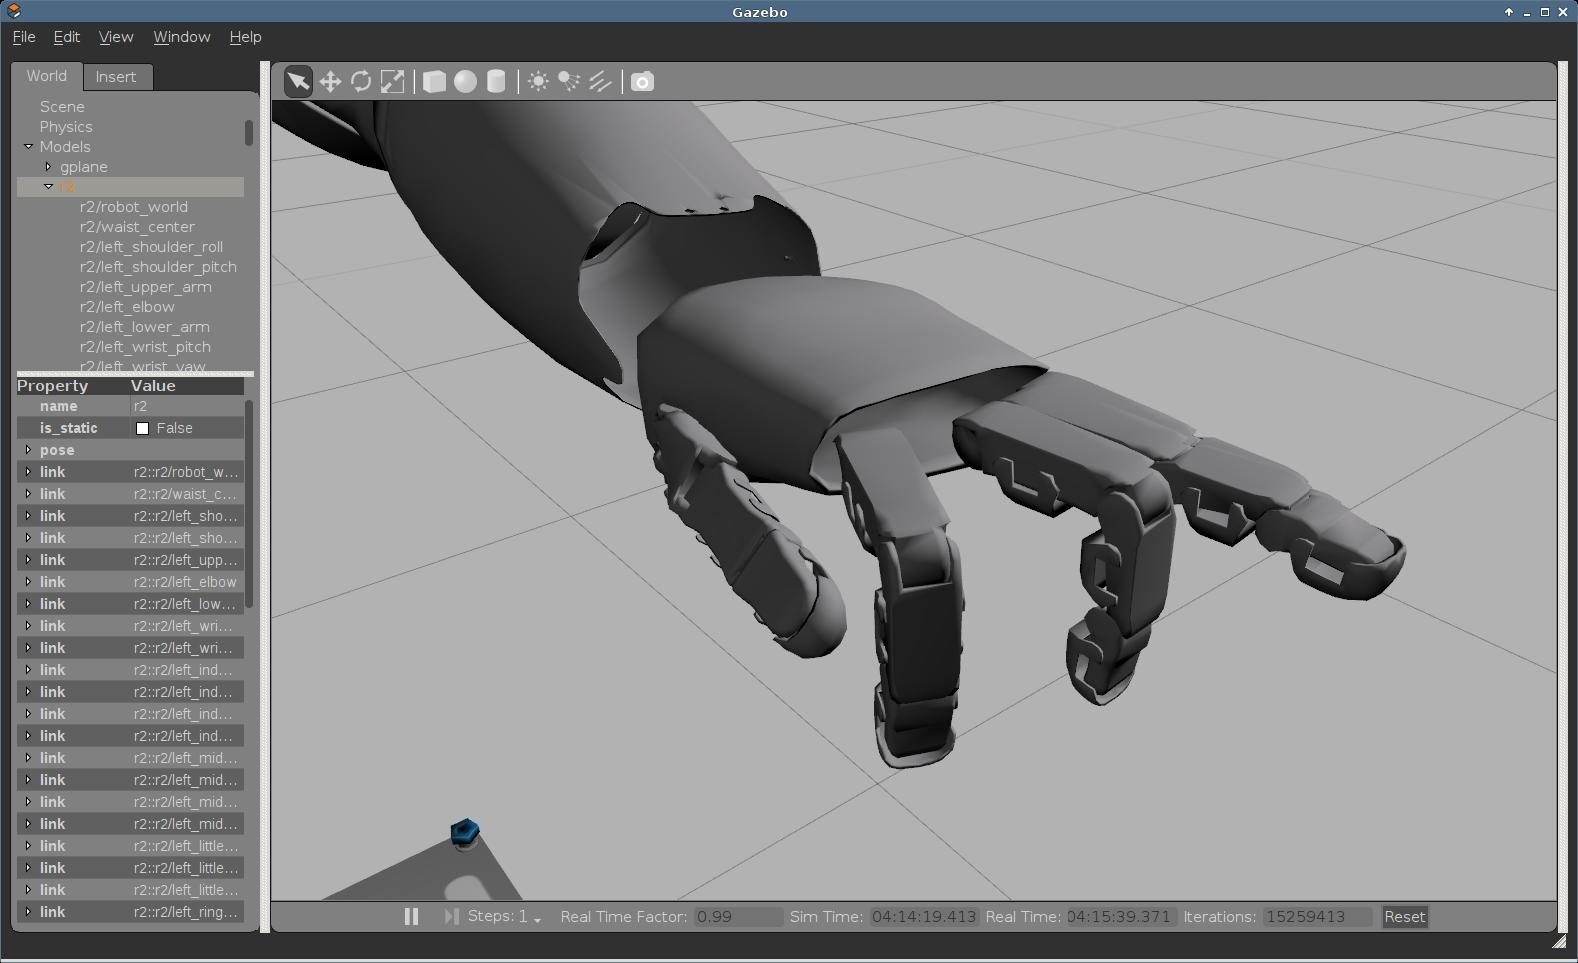 Gazebo
File Edit View Window Help
World Insert
Scene
Physics
Models
gplane
r2
r2/robot_world
r2/waist_center
r2/left_shoulder_roll
r2/left_shoulder_pitch
r2/left_upper_arm
r2/left_elbow
r2/left_lower_arm
r2/left_wrist_pitch
r2/left_wrist_yaw
Property Value
name r2
is_static False
pose
link r2::r2/robot_w...
link r2::r2/waist_c...
link r2::r2/left_sho...
link r2::r2/left_sho...
link r2::r2/left_upp...
link r2::r2/left_elbow
link r2::r2/left_low...
link r2::r2/left_wri...
link r2::r2/left_wri...
link r2::r2/left_ind...
link r2::r2/left_ind...
link r2::r2/left_ind...
link r2::r2/left_ind...
link r2::r2/left_mid...
link r2::r2/left_mid...
link r2::r2/left_mid...
link r2::r2/left_mid...
link r2::r2/left_little...
link r2::r2/left_little...
link r2::r2/left_little...
link r2::r2/left_ring...
Steps: 1 Real Time Factor: 0.99 Sim Time: 04:14:19.413 Real Time: 04:15:39.371 Iterations: 15259413 Reset